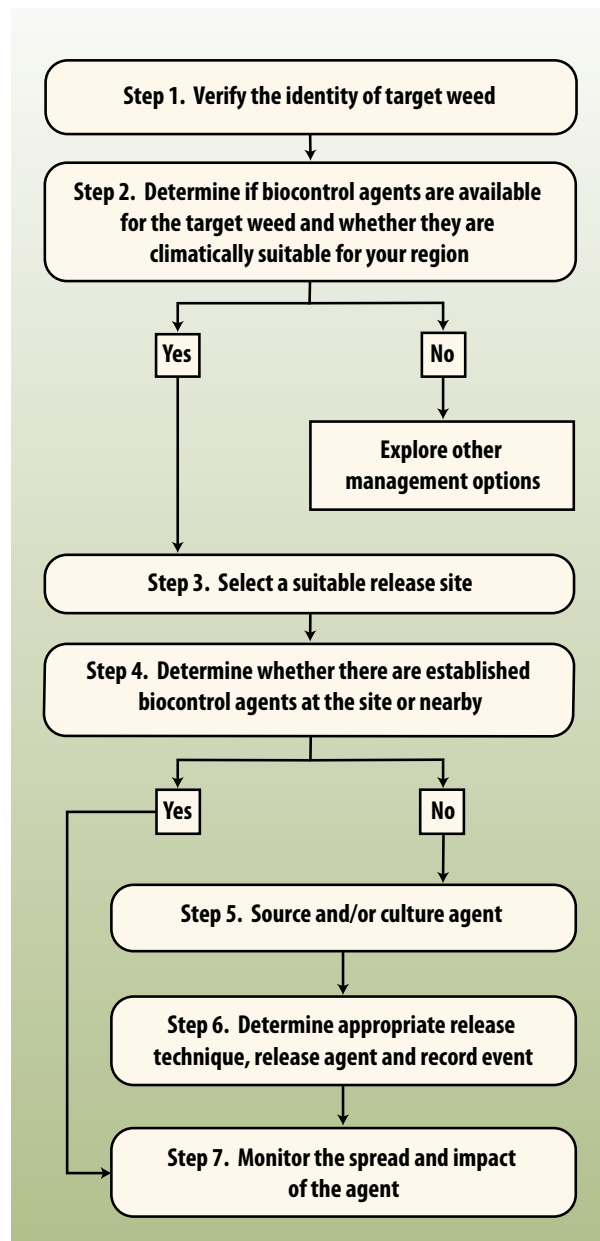 Step 1. Verify the identity of target weed
Step 2. Determine if biocontrol agents are available
for the target weed and whether they are
climatically suitable for your region
Yes
No
Explore other
management options
Step 3. Select a suitable release site
Step 4. Determine whether there are established
biocontrol agents at the site or nearby
Yes
No
Step 5. Source and/or culture agent
Step 6. Determine appropriate release
technique, release agent and record event
Step 7. Monitor the spread and impact
of the agent